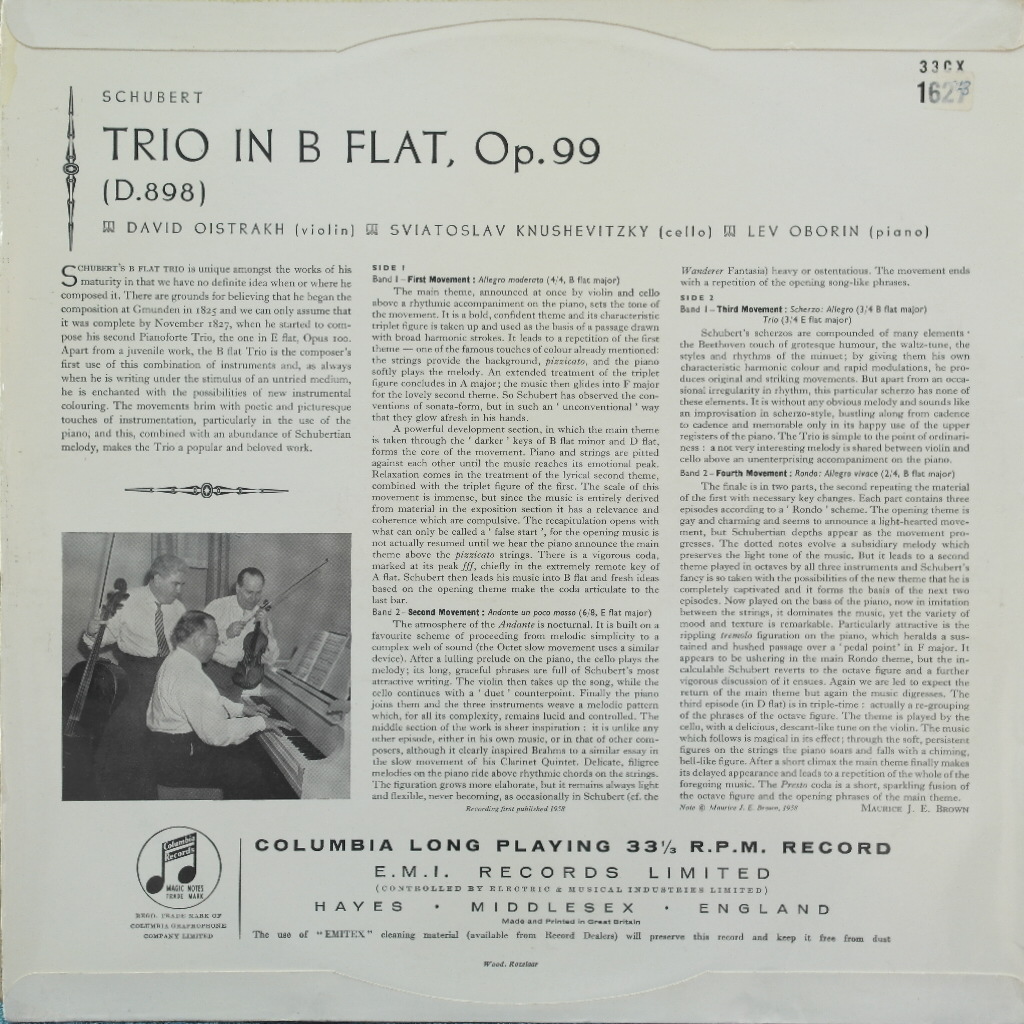 33CX
1627
SCHUBERT
TRIO IN B FLAT, Op.99
(D.898)
DAVID OISTRAKH (violin) SVIATOSLAV KNUSHEVITZKY (cello) LEV OBORIN (piano)
SCHUBERT'S B FLAT TRIO is unique amongst the works of his
maturity in that we have no definite idea when or where he
composed it. There are grounds for believing that he began the
composition at Gmunden in 1825 and we can only assume that
it was complete by November 1827, when he started to com-
pose his second Pianoforte Trio, the one in E flat, Opus 100.
Apart from a juvenile work, the B flat Trio is the composer's
first use of this combination of instruments and, as always
when he is writing under the stimulus of an untried medium,
he is enchanted with the possibilities of new instrumental
colouring. The movements brim with poetic and picturesque
touches of instrumentation, particularly in the use of the
piano, and this, combined with an abundance of Schubertian
melody, makes the Trio a popular and beloved work.
SIDE 1
Band 1 – First Movement : Allegro moderato (4/4, B flat major)
The main theme, announced at once by violin and cello
above a rhythmic accompaniment on the piano, sets the tone of
the movement. It is a bold, confident theme and its characteristic
triplet figure is taken up and used as the basis of a passage drawn
with broad harmonic strokes. It leads to a repetition of the first
theme — one of the famous touches of colour already mentioned:
the strings provide the background, pizzicato, and the piano
softly plays the melody. An extended treatment of the triplet
figure concludes in A major ; the music then glides into F major
for the lovely second theme. So Schubert has observed the con-
ventions of sonata-form, but in such an ' unconventional ' way
that they glow afresh in his hands.
A powerful development section, in which the main theme
is taken through the ' darker ' keys of B flat minor and D flat,
forms the core of the movement. Piano and strings are pitted
against each other until the music reaches its emotional peak.
Relaxation comes in the treatment of the lyrical second theme,
combined with the triplet figure of the first. The scale of this
movement is immense, but since the music is entirely derived
from material in the exposition section it has a relevance and
coherence which are compulsive. The recapitulation opens with
what can only be called a ' false start ', for the opening music is
not actually resumed until we hear the piano announce the main
theme above the pizzicato strings. There is a vigorous coda,
marked at its peak fff, chiefly in the extremely remote key of
A flat. Schubert then leads his music into B flat and fresh ideas
based on the opening theme make the coda articulate to the
last bar.
Band 2 – Second Movement : Andante un poco mosso (6/8, E flat major)
The atmosphere of the Andante is nocturnal. It is built on a
favourite scheme of proceeding from melodic simplicity to a
complex web of sound (the Octet slow movement uses a similar
device). After a lulling prelude on the piano, the cello plays the
melody; its long, graceful phrases are full of Schubert's most
attractive writing. The violin then takes up the song, while the
cello continues with a ' duet ' counterpoint. Finally the piano
joins them and the three instruments weave a melodic pattern
which, for all its complexity, remains lucid and controlled. The
middle section of the work is sheer inspiration : it is unlike any
other episode, either in his own music, or in that of other com-
posers, although it clearly inspired Brahms to a similar essay in
the slow movement of his Clarinet Quintet. Delicate, filigree
melodies on the piano ride above rhythmic chords on the strings.
The figuration grows more elaborate, but it remains always light
and flexible, never becoming, as occasionally in Schubert (cf. the
Recording first published 1958
Wanderer Fantasia) heavy or ostentatious. The movement ends
with a repetition of the opening song-like phrases.
SIDE 2
Band 1 – Third Movement : Scherzo: Allegro (3/4 B flat major)
Trio (3/4 E flat major)
Schubert's scherzos are compounded of many elements :
the Beethoven touch of grotesque humour, the waltz-tune, the
styles and rhythms of the minuet; by giving them his own
characteristic harmonic colour and rapid modulations, he pro-
duces original and striking movements. But apart from an occa-
sional irregularity in rhythm, this particular scherzo has none of
these elements. It is without any obvious melody and sounds like
an improvisation in scherzo-style, bustling along from cadence
to cadence and memorable only in its happy use of the upper
registers of the piano. The Trio is simple to the point of ordinari-
ness : a not very interesting melody is shared between violin and
cello above an unenterprising accompaniment on the piano.
Band 2 – Fourth Movement : Rondo: Allegro vivace (2/4, B flat major)
The finale is in two parts, the second repeating the material
of the first with necessary key changes. Each part contains three
episodes according to a ' Rondo ' scheme. The opening theme is
gay and charming and seems to announce a light-hearted move-
ment, but Schubertian depths appear as the movement pro-
gresses. The dotted notes evolve a subsidiary melody which
preserves the light tone of the music. But it leads to a second
theme played in octaves by all three instruments and Schubert's
fancy is so taken with the possibilities of the new theme that he is
completely captivated and it forms the basis of the next two
episodes. Now played on the bass of the piano, now in imitation
between the strings, it dominates the music, yet the variety of
mood and texture is remarkable. Particularly attractive is the
rippling tremolo figuration on the piano, which heralds a sus-
tained and hushed passage over a ' pedal point ' in F major. It
appears to be ushering in the main Rondo theme, but the in-
calculable Schubert reverts to the octave figure and a further
vigorous discussion of it ensues. Again we are led to expect the
return of the main theme but again the music digresses. The
third episode (in D flat) is in triple-time : actually a re-grouping
of the phrases of the octave figure. The theme is played by the
cello, with a delicious, descant-like tune on the violin. The music
which follows is magical in its effect; through the soft, persistent
figures on the strings the piano soars and falls with a chiming,
bell-like figure. After a short climax the main theme finally makes
its delayed appearance and leads to a repetition of the whole of the
foregoing music. The Presto coda is a short, sparkling fusion of
the octave figure and the opening phrases of the main theme.
Note © Maurice J. E. Brown, 1958 MAURICE J. E. BROWN
Columbia
Records
MAGIC NOTES
TRADE MARK
REGD. TRADE MARK OF
COLUMBIA GRAPHOPHONE
COMPANY LIMITED
COLUMBIA LONG PLAYING 33⅓ R.P.M. RECORD
E.M.I. RECORDS LIMITED
(CONTROLLED BY ELECTRIC & MUSICAL INDUSTRIES LIMITED)
HAYES · MIDDLESEX · ENGLAND
Made and Printed in Great Britain
The use of "EMITEX" cleaning material (available from Record Dealers) will preserve this record and keep it free from dust
Wood. Rozelaar